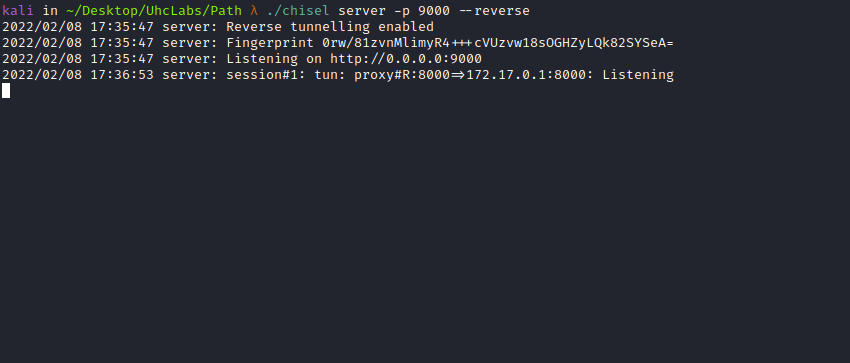 kali in ~/Desktop/UhcLabs/Path λ ./chisel server -p 9000 --reverse
2022/02/08 17:35:47 server: Reverse tunnelling enabled
2022/02/08 17:35:47 server: Fingerprint 0rw/81zvnMlimyR4+++cVUzvw18sOGHZyLQk82SYSeA=
2022/02/08 17:35:47 server: Listening on http://0.0.0.0:9000
2022/02/08 17:36:53 server: session#1: tun: proxy#R:8000=>172.17.0.1:8000: Listening